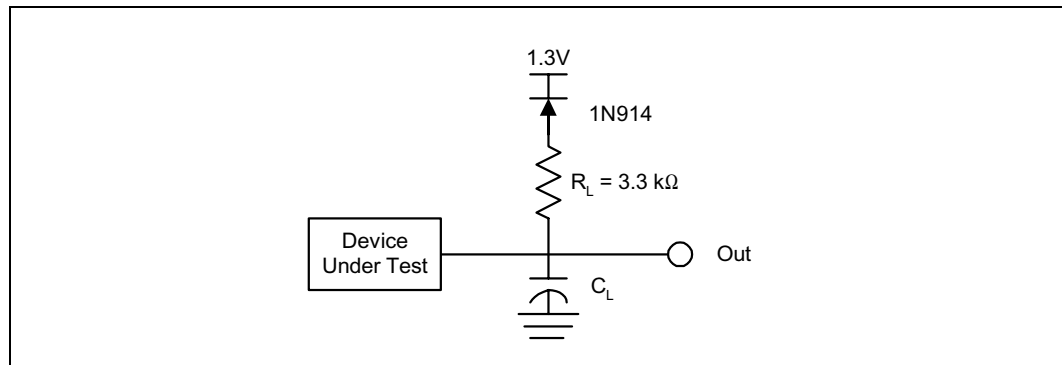 1.3V
1N914
R_L = 3.3 kΩ
Device
Under Test
Out
C_L